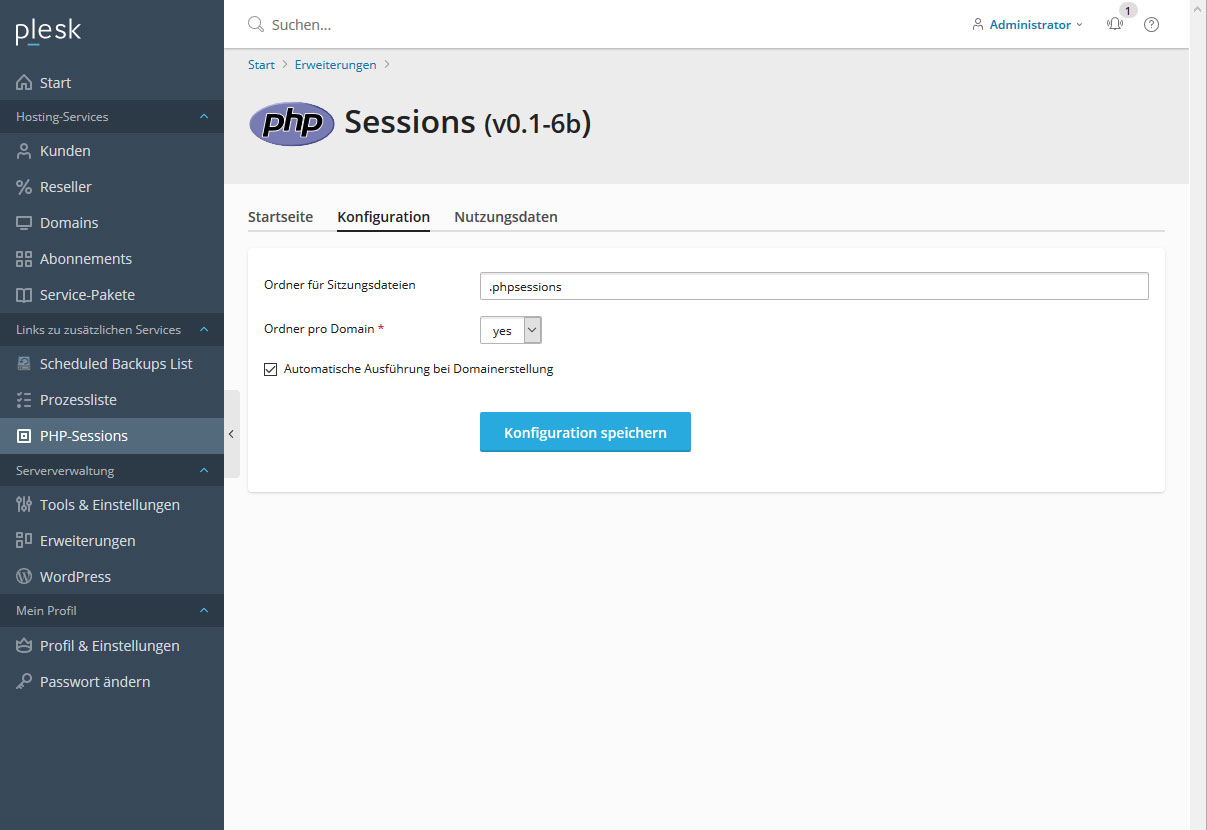 plesk
Start
Hosting-Services
Kunden
Reseller
Domains
Abonnements
Service-Pakete
Links zu zusätzlichen Services
Scheduled Backups List
Prozessliste
PHP-Sessions
Serververwaltung
Tools & Einstellungen
Erweiterungen
WordPress
Mein Profil
Profil & Einstellungen
Passwort ändern
Suchen...
Administrator
1
Start > Erweiterungen >
php Sessions (v0.1-6b)
Startseite Konfiguration Nutzungsdaten
Ordner für Sitzungsdateien .phpsessions
Ordner pro Domain * yes
Automatische Ausführung bei Domainerstellung
Konfiguration speichern